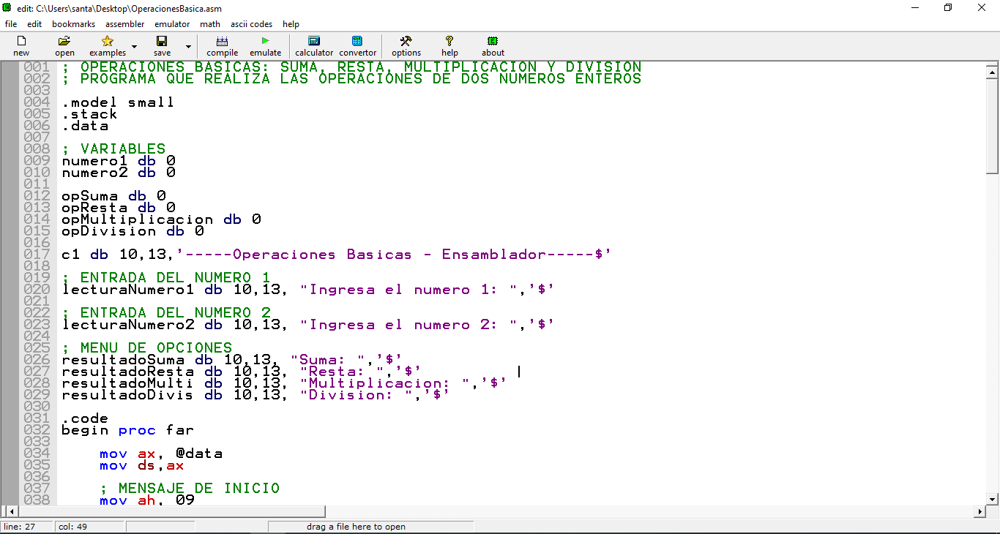 edit: C:\Users\santa\Desktop\OperacionesBasica.asm
file edit bookmarks assembler emulator math ascii codes help
new open examples save compile emulate calculator convertor options help about
001 ; OPERACIONES BASICAS: SUMA, RESTA, MULTIPLICACION Y DIVISION
002 ; PROGRAMA QUE REALIZA LAS OPERACIONES DE DOS NUMEROS ENTEROS
003
004 .model small
005 .stack
006 .data
007
008 ; VARIABLES
009 numero1 db 0
010 numero2 db 0
011
012 opSuma db 0
013 opResta db 0
014 opMultiplicacion db 0
015 opDivision db 0
016
017 c1 db 10,13,'-----Operaciones Basicas - Ensamblador-----$'
018
019 ; ENTRADA DEL NUMERO 1
020 lecturaNumero1 db 10,13, "Ingresa el numero 1: ",'$'
021
022 ; ENTRADA DEL NUMERO 2
023 lecturaNumero2 db 10,13, "Ingresa el numero 2: ",'$'
024
025 ; MENU DE OPCIONES
026 resultadoSuma db 10,13, "Suma: ",'$'
027 resultadoResta db 10,13, "Resta: ",'$'
028 resultadoMulti db 10,13, "Multiplicacion: ",'$'
029 resultadoDivis db 10,13, "Division: ",'$'
030
031 .code
032 begin proc far
033
034 mov ax, @data
035 mov ds,ax
036
037 ; MENSAJE DE INICIO
038 mov ah, 09
line: 27 col: 49 drag a file here to open